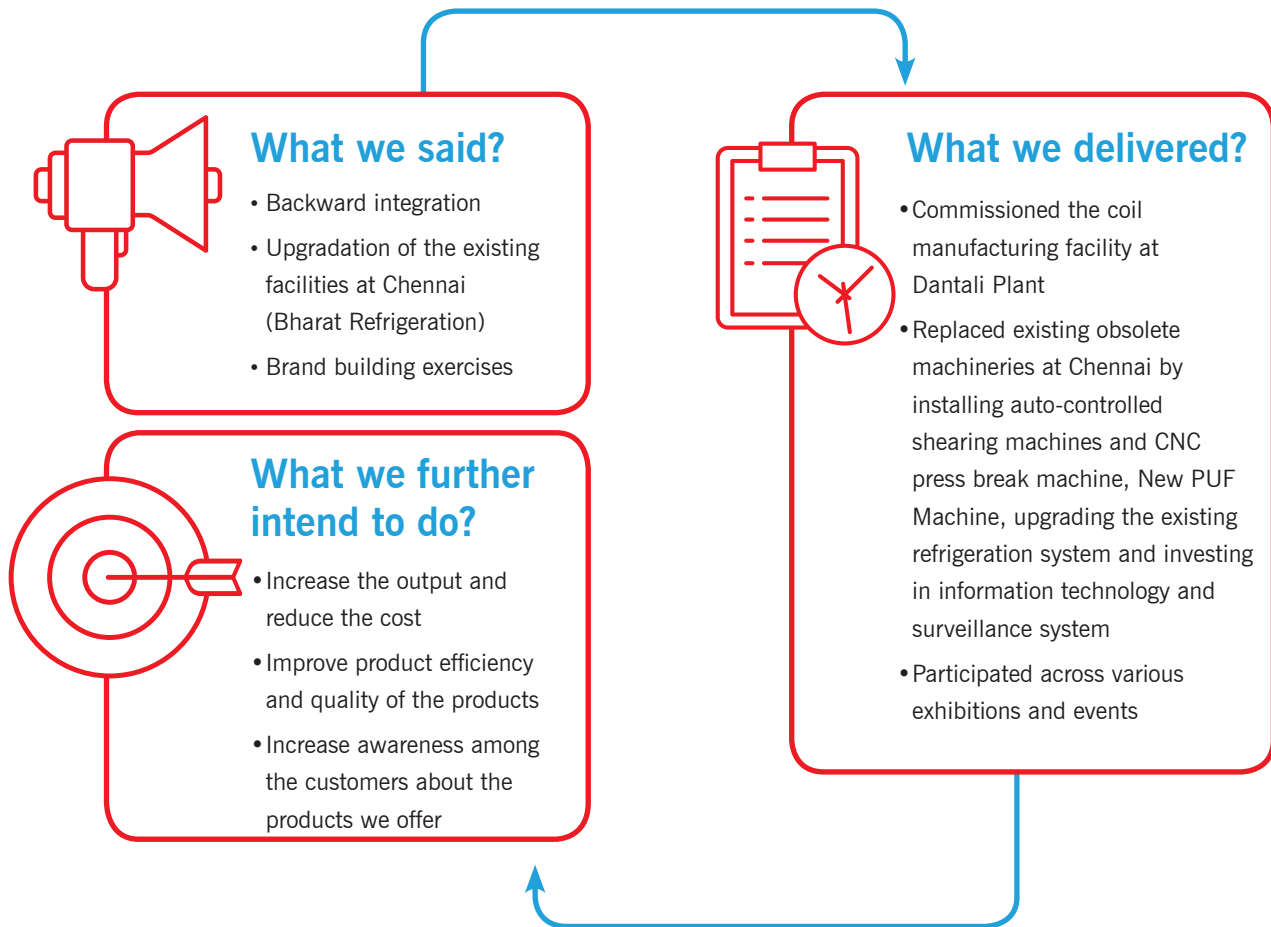 What we said?
• Backward integration
• Upgradation of the existing
facilities at Chennai
(Bharat Refrigeration)
• Brand building exercises
What we delivered?
• Commissioned the coil
manufacturing facility at
Dantali Plant
• Replaced existing obsolete
machineries at Chennai by
installing auto-controlled
shearing machines and CNC
press break machine, New PUF
Machine, upgrading the existing
refrigeration system and investing
in information technology and
surveillance system
• Participated across various
exhibitions and events
What we further
intend to do?
• Increase the output and
reduce the cost
• Improve product efficiency
and quality of the products
• Increase awareness among
the customers about the
products we offer